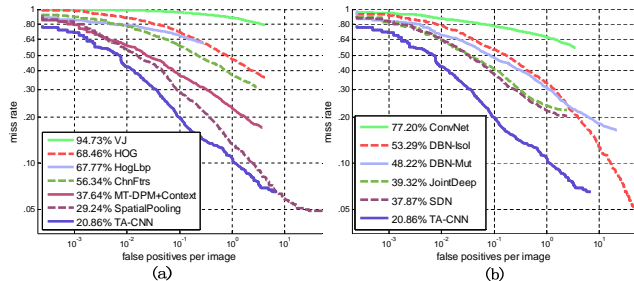 1
.80
.64
.50
.40
.30
.20
.10
.05
miss rate
94.73% VJ
68.46% HOG
67.77% HogLbp
56.34% ChnFtrs
37.64% MT-DPM+Context
29.24% SpatialPooling
20.86% TA-CNN
10^-3 10^-2 10^-1 10^0 10^1
false positives per image
(a)
1
.80
.64
.50
.40
.30
.20
.10
.05
miss rate
77.20% ConvNet
53.29% DBN-Isol
48.22% DBN-Mut
39.32% JointDeep
37.87% SDN
20.86% TA-CNN
10^-3 10^-2 10^-1 10^0 10^1
false positives per image
(b)